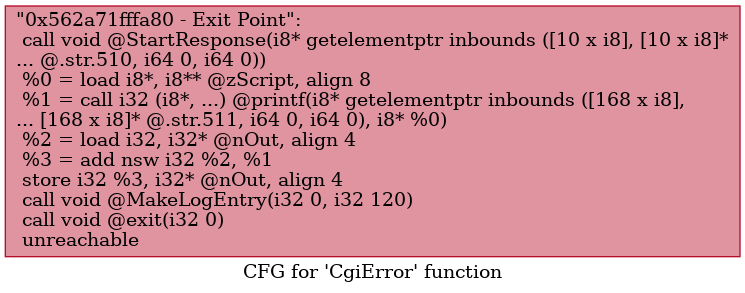 "0x562a71fffa80 - Exit Point":
call void @StartResponse(i8* getelementptr inbounds ([10 x i8], [10 x i8]*
... @.str.510, i64 0, i64 0))
%0 = load i8*, i8** @zScript, align 8
%1 = call i32 (i8*, ...) @printf(i8* getelementptr inbounds ([168 x i8],
... [168 x i8]* @.str.511, i64 0, i64 0), i8* %0)
%2 = load i32, i32* @nOut, align 4
%3 = add nsw i32 %2, %1
store i32 %3, i32* @nOut, align 4
call void @MakeLogEntry(i32 0, i32 120)
call void @exit(i32 0)
unreachable
CFG for 'CgiError' function